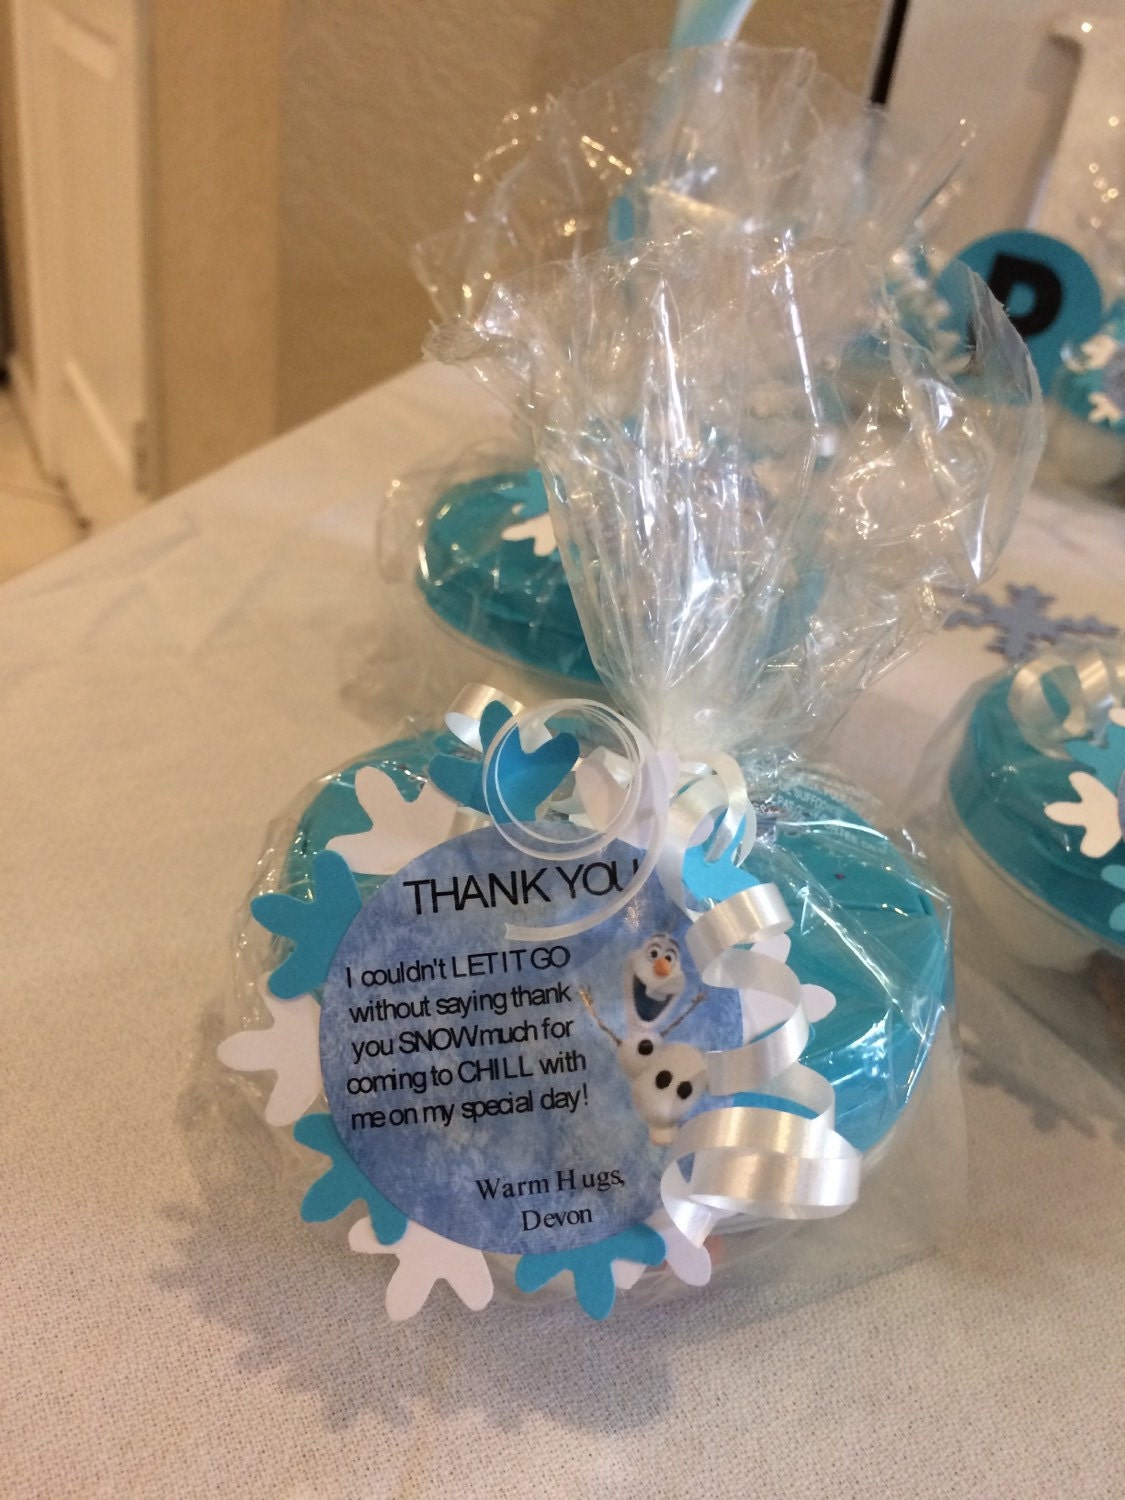 D
THANK YOU
I couldn't LET IT GO
without saying thank
you SNOW much for
coming to CHILL with
me on my special day!
Warm Hugs,
Devon